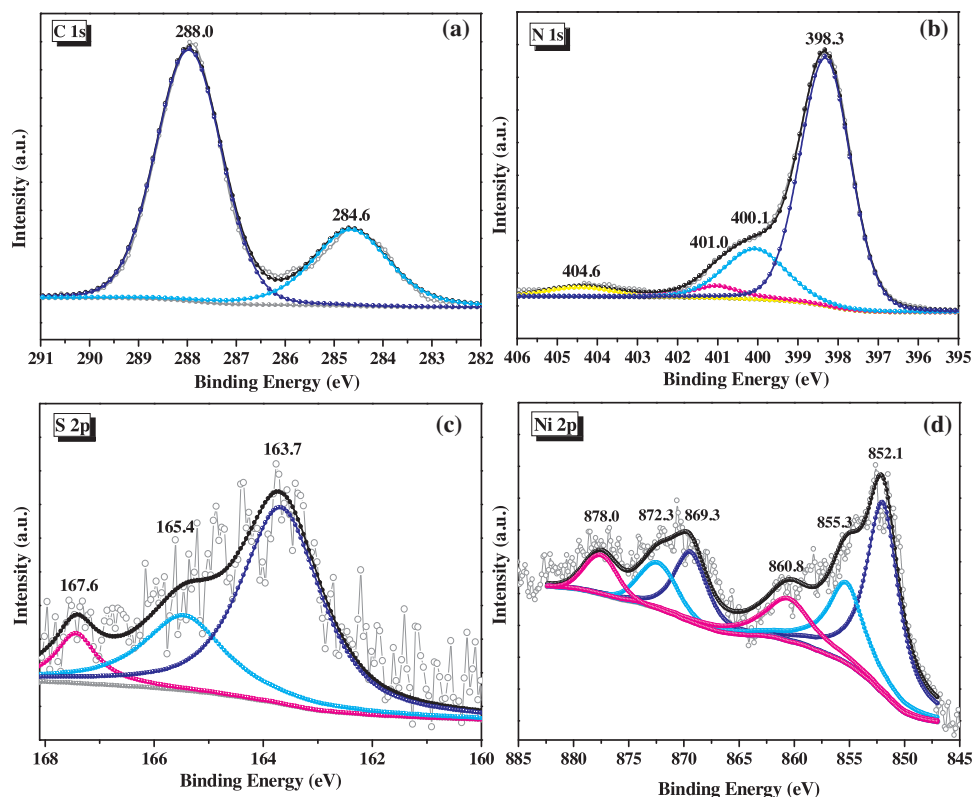 C 1s
(a)
288.0
284.6
Intensity (a.u.)
291 290 289 288 287 286 285 284 283 282
Binding Energy (eV)
N 1s
(b)
398.3
400.1
401.0
404.6
Intensity (a.u.)
406 405 404 403 402 401 400 399 398 397 396 395
Binding Energy (eV)
S 2p
(c)
163.7
165.4
167.6
Intensity (a.u.)
168 166 164 162 160
Binding Energy (eV)
Ni 2p
(d)
852.1
878.0 872.3 869.3 855.3
860.8
Intensity (a.u.)
885 880 875 870 865 860 855 850 845
Binding Energy (eV)